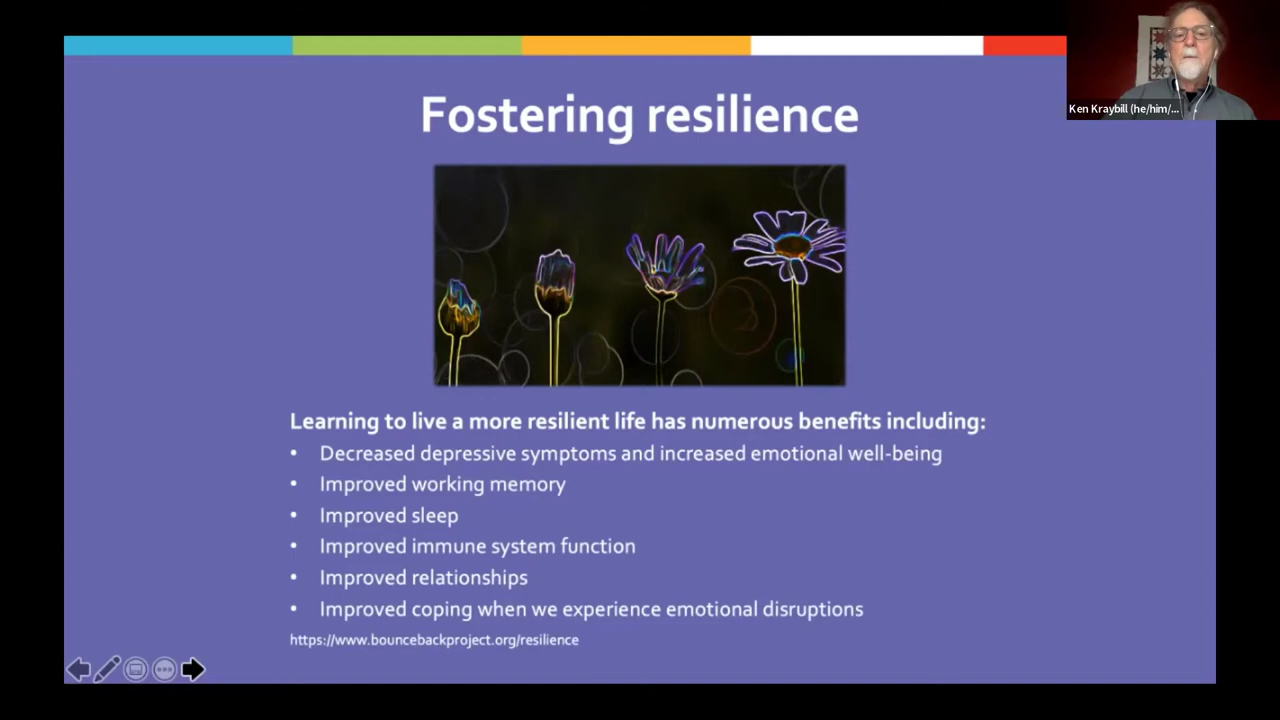 Fostering resilience
Ken Kraybill (he/him/...
Learning to live a more resilient life has numerous benefits including:
• Decreased depressive symptoms and increased emotional well-being
• Improved working memory
• Improved sleep
• Improved immune system function
• Improved relationships
• Improved coping when we experience emotional disruptions
https://www.bouncebackproject.org/resilience